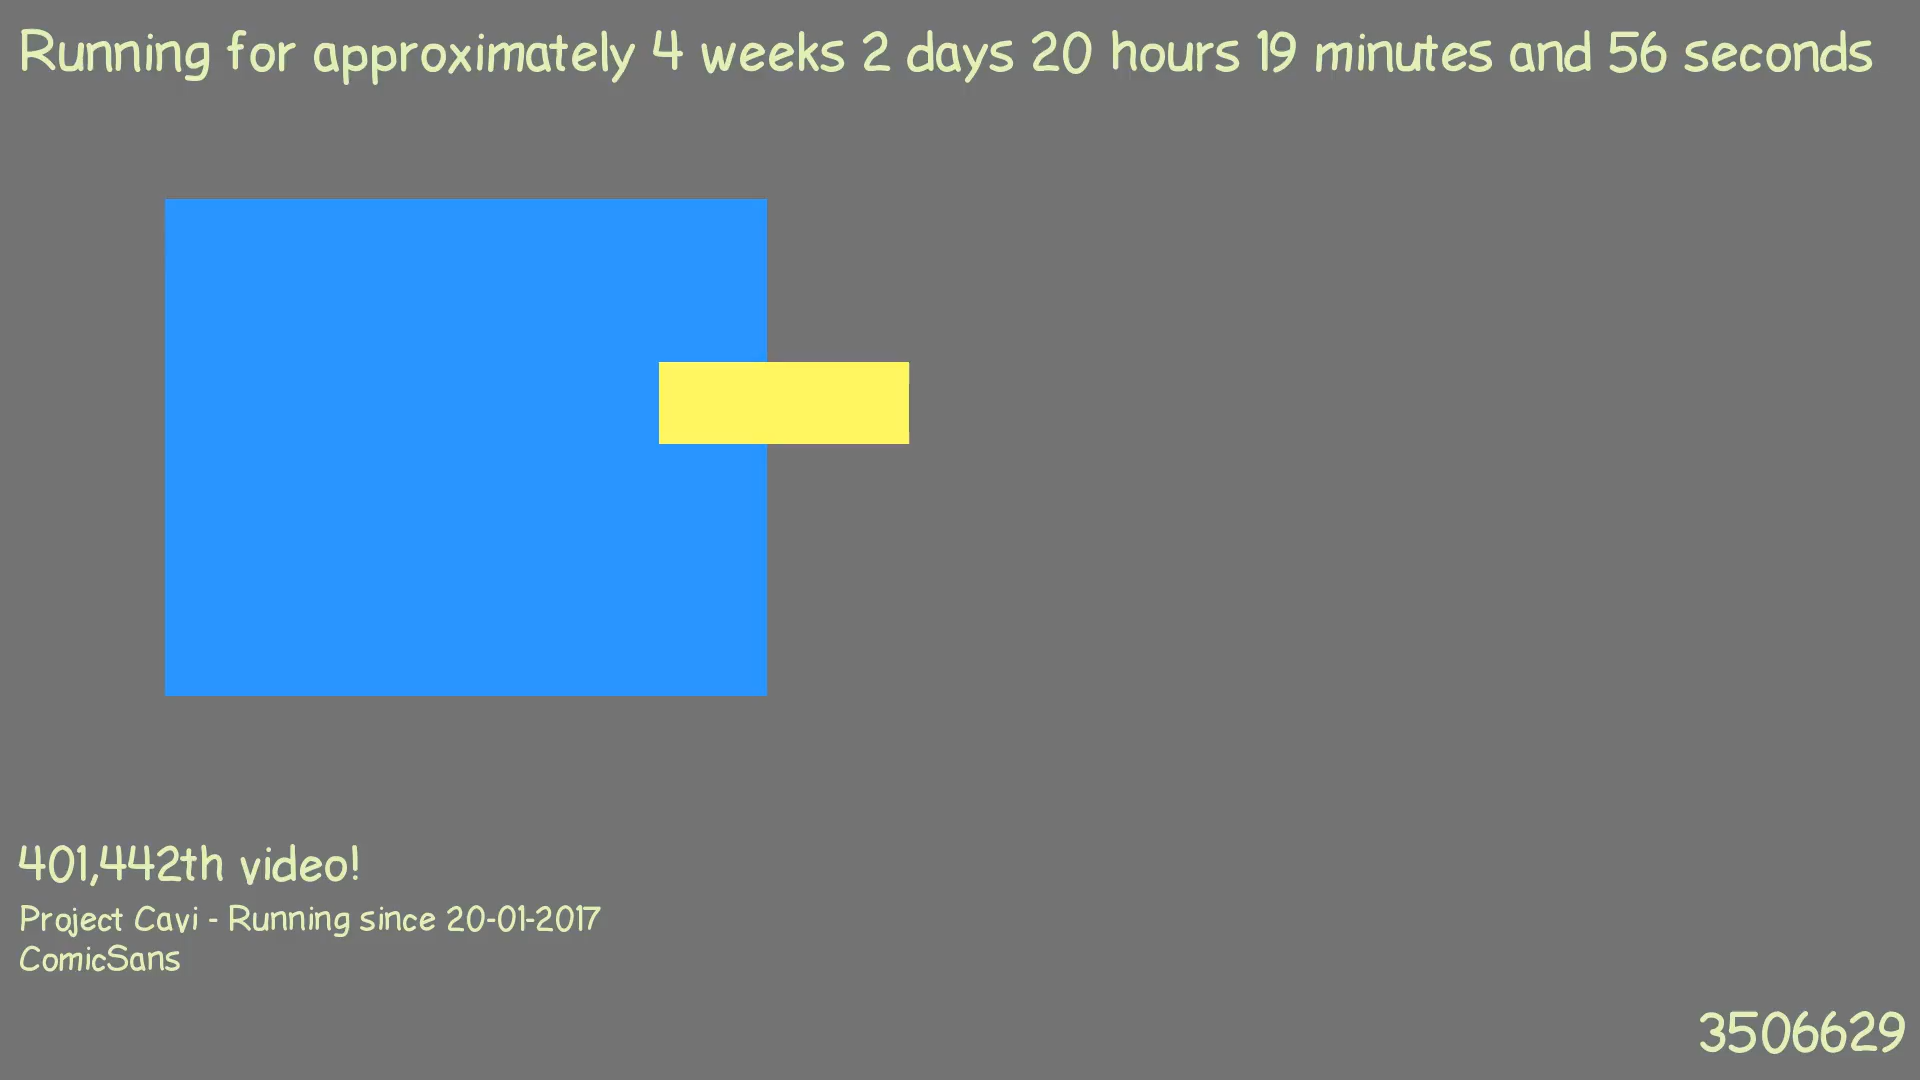 Running for approximately 4 weeks 2 days 20 hours 19 minutes and 56 seconds
401,442th video!
Project Cavi - Running since 20-01-2017
ComicSans
3506629